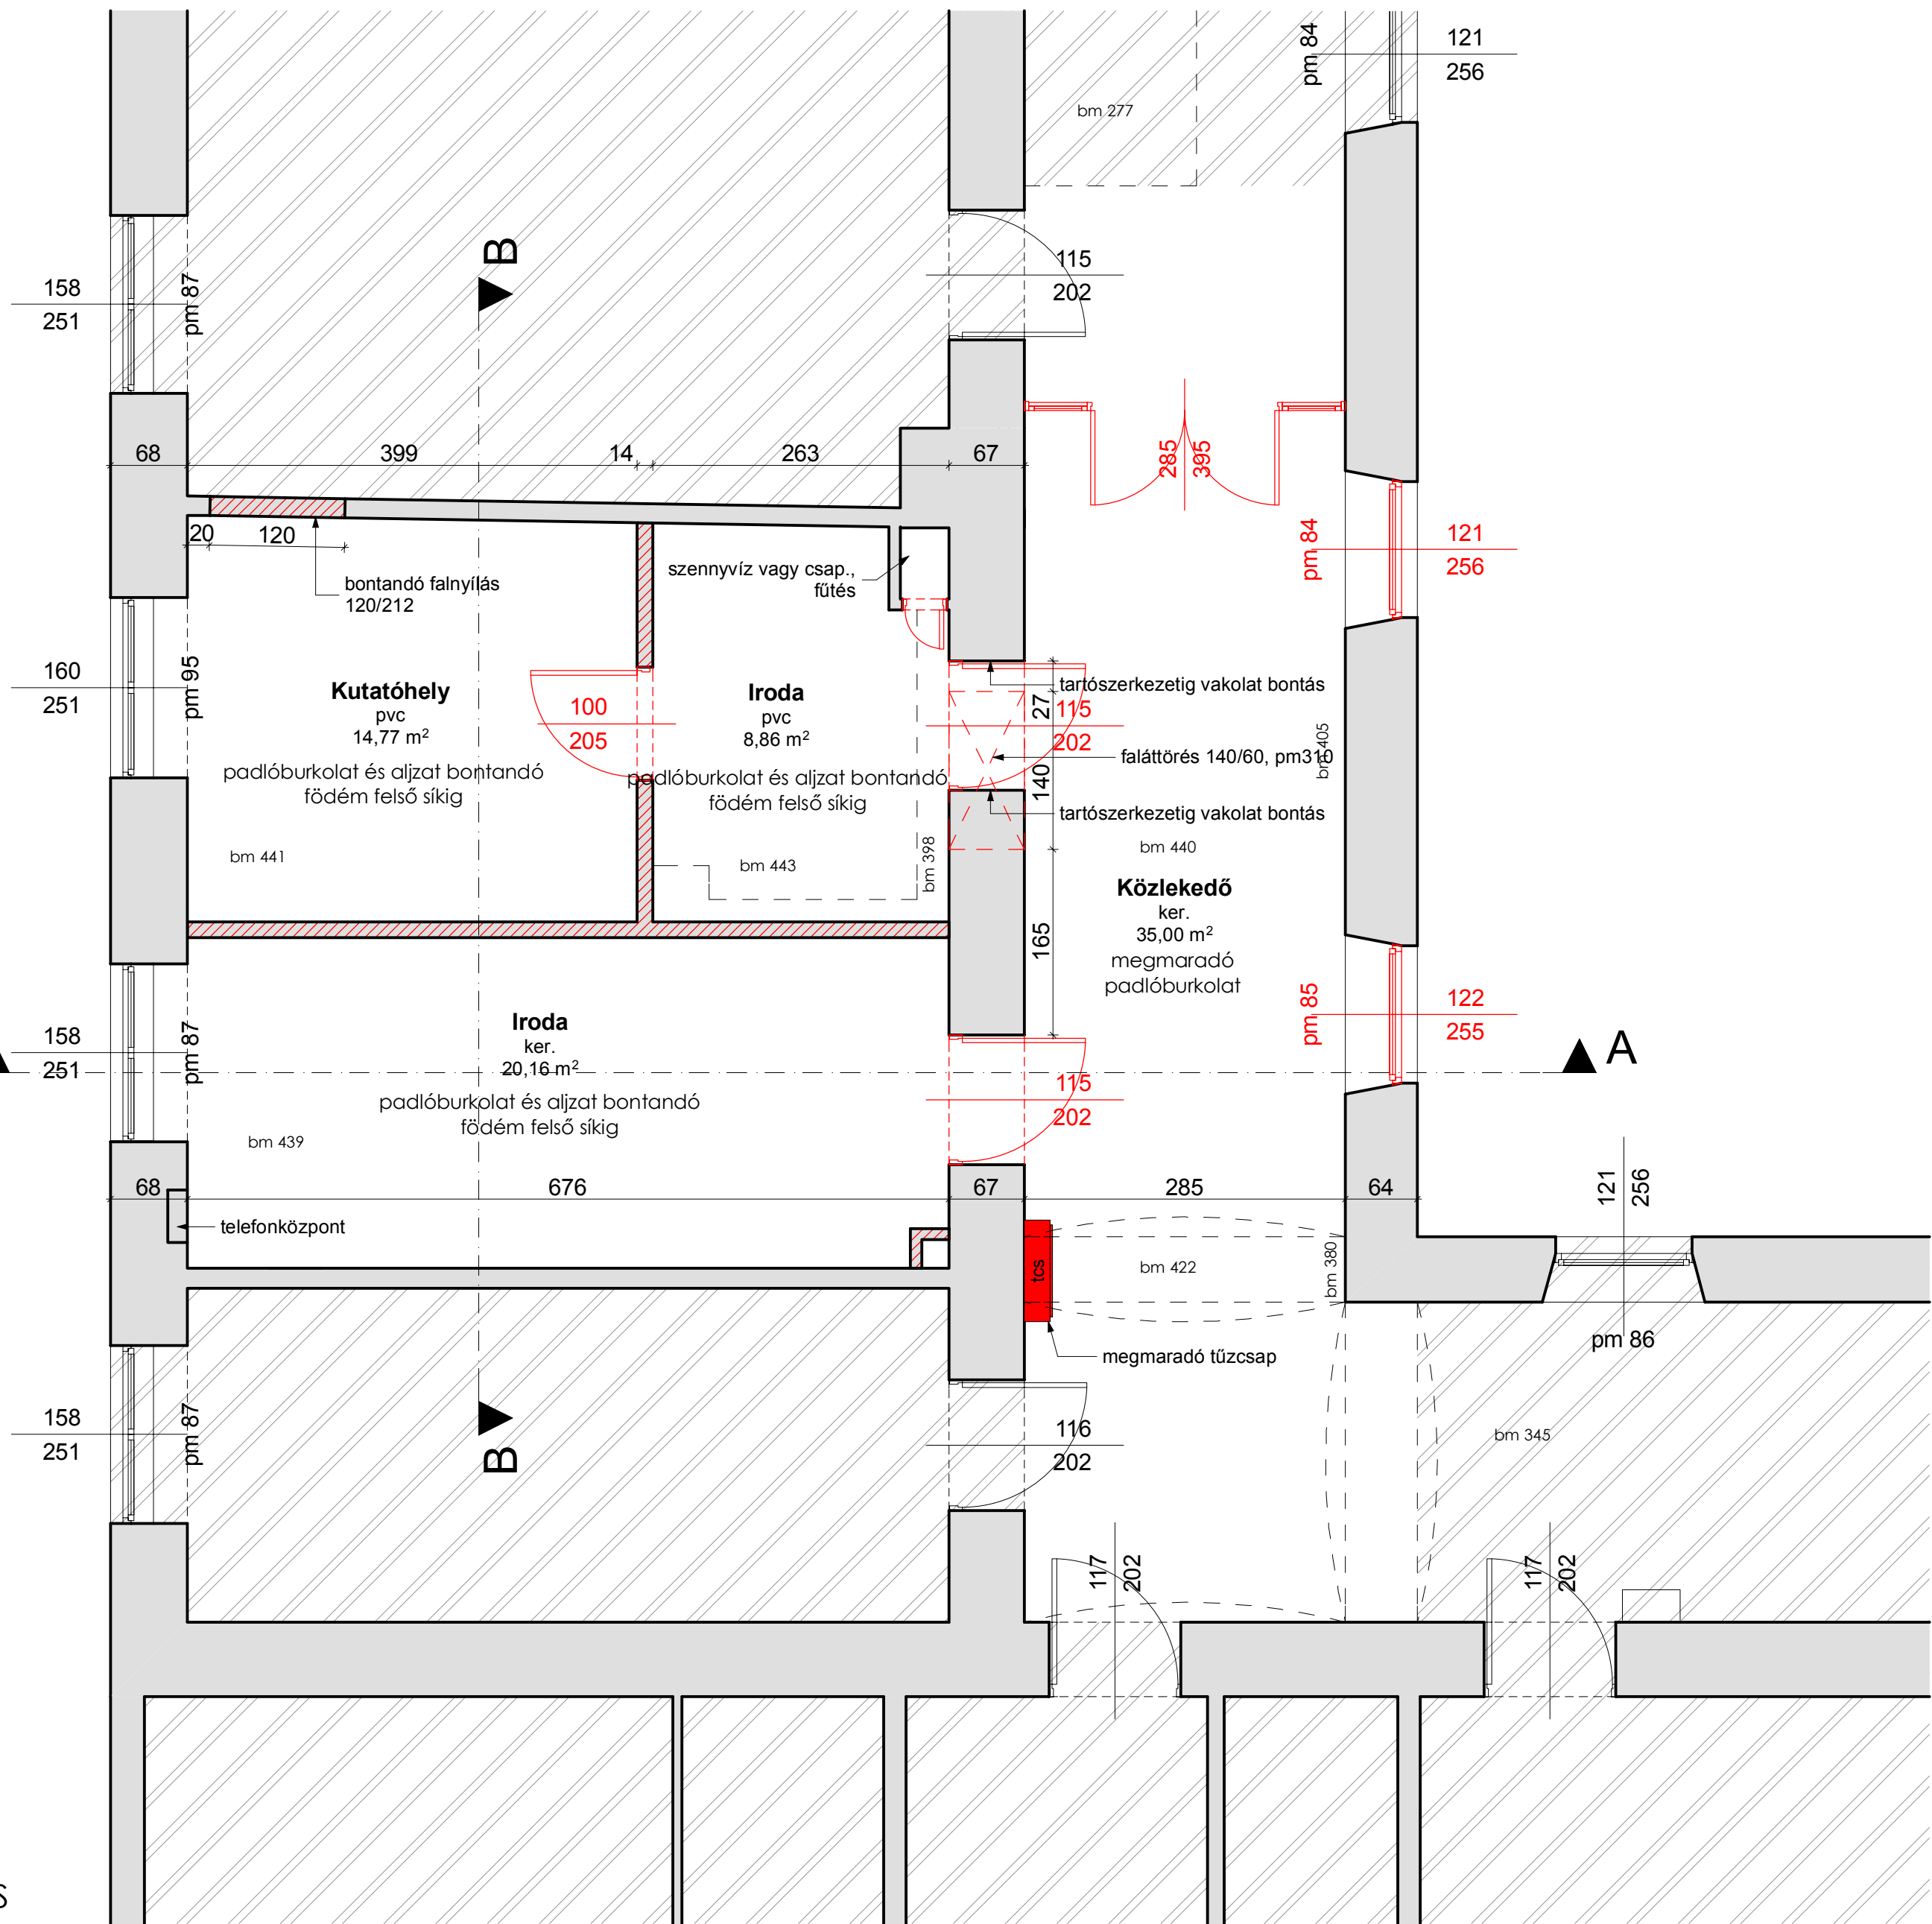 pm 84
121
256
bm 277
B
115
202
158
251
pm 87
68
399
14
263
67
285
395
20
120
bontandó falnyílás
120/212
szennyvíz vagy csap.,
fűtés
pm 84
121
256
160
251
pm 95
Kutatóhely
pvc
14,77 m²
padlóburkolat és aljzat bontandó
födém felső síkig
bm 441
100
205
Iroda
pvc
8,86 m²
padlóburkolat és aljzat bontandó
födém felső síkig
bm 443
bm 398
tartószerkezetig vakolat bontás
27
115
202
faláttörés 140/60, pm310
140
tartószerkezetig vakolat bontás
bm 405
bm 440
Közlekedő
ker.
35,00 m²
megmaradó
padlóburkolat
165
pm 85
122
255
A
158
251
pm 87
Iroda
ker.
20,16 m²
padlóburkolat és aljzat bontandó
födém felső síkig
bm 439
115
202
68
676
67
285
64
121
256
telefonközpont
tcs
bm 422
bm 380
megmaradó tűzcsap
pm 86
158
251
pm 87
B
116
202
bm 345
117
202
117
202
S